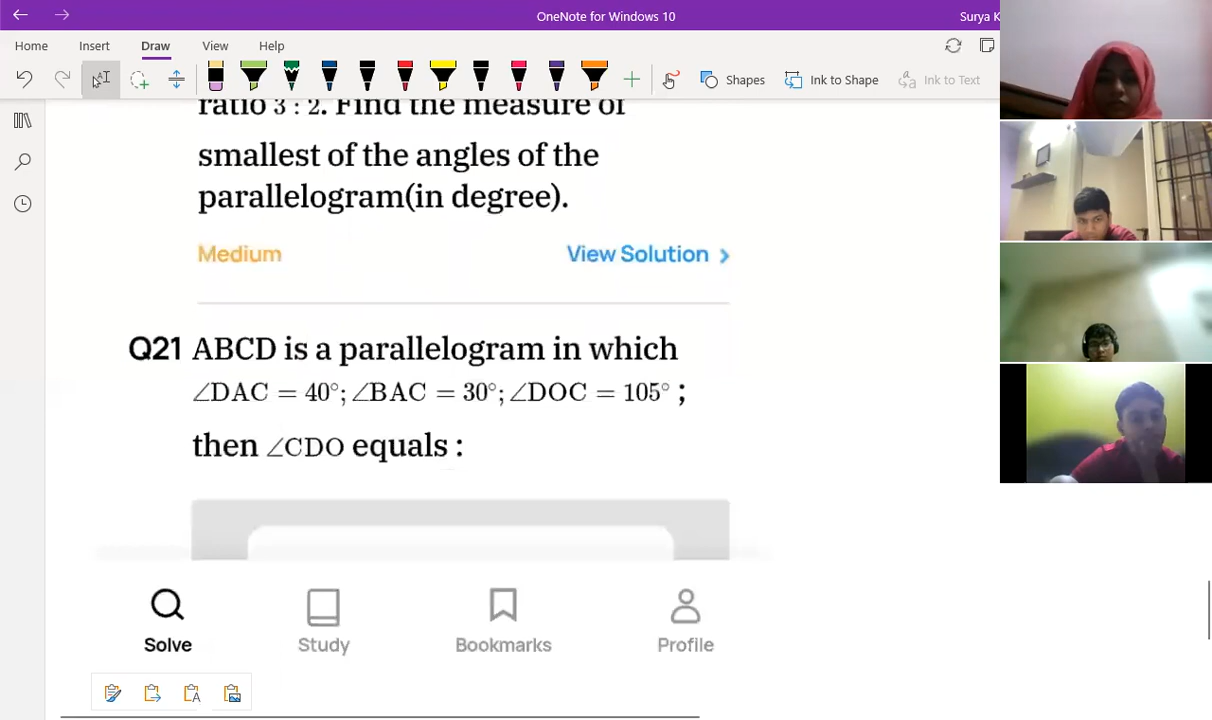 OneNote for Windows 10
Surya K
Home Insert Draw View Help
Shapes Ink to Shape Ink to Text
ratio 3 : 2. Find the measure of
smallest of the angles of the
parallelogram(in degree).
Medium View Solution
Q21 ABCD is a parallelogram in which
∠DAC = 40°; ∠BAC = 30°; ∠DOC = 105° ;
then ∠CDO equals :
Solve Study Bookmarks Profile